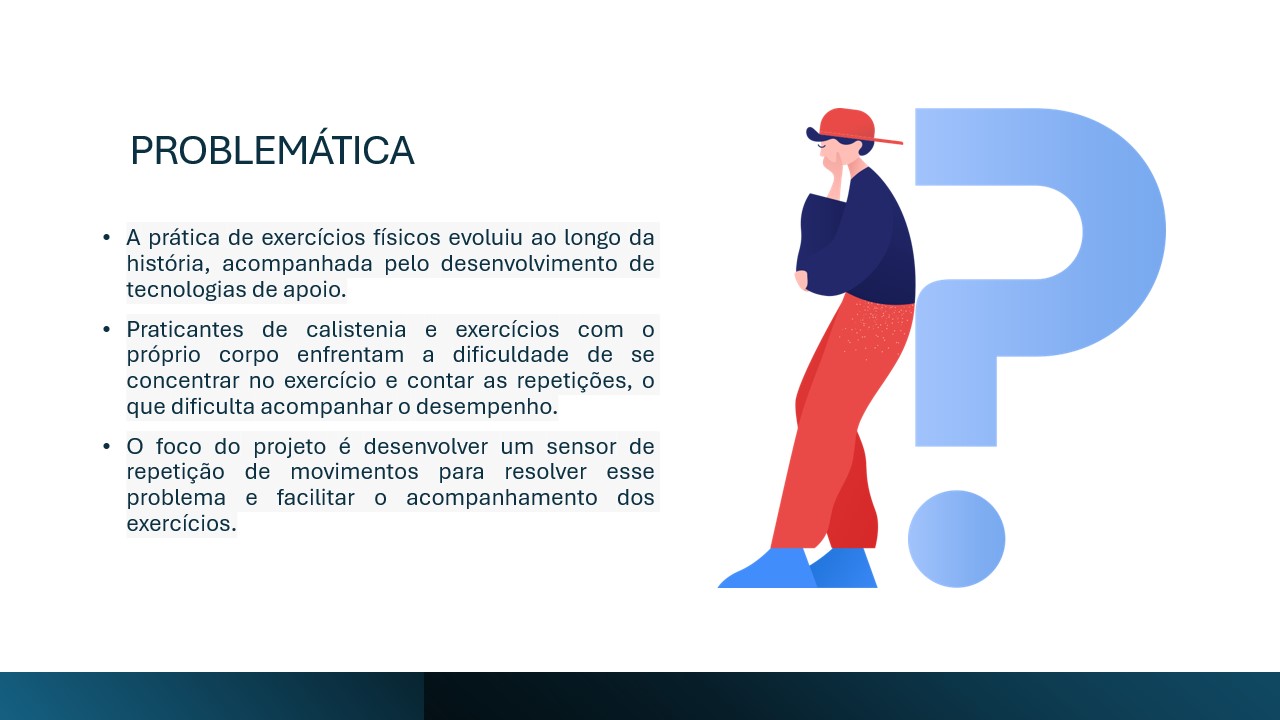 PROBLEMÁTICA
• A prática de exercícios físicos evoluiu ao longo da
história, acompanhada pelo desenvolvimento de
tecnologias de apoio.
• Praticantes de calistenia e exercícios com o
próprio corpo enfrentam a dificuldade de se
concentrar no exercício e contar as repetições, o
que dificulta acompanhar o desempenho.
• O foco do projeto é desenvolver um sensor de
repetição de movimentos para resolver esse
problema e facilitar o acompanhamento dos
exercícios.